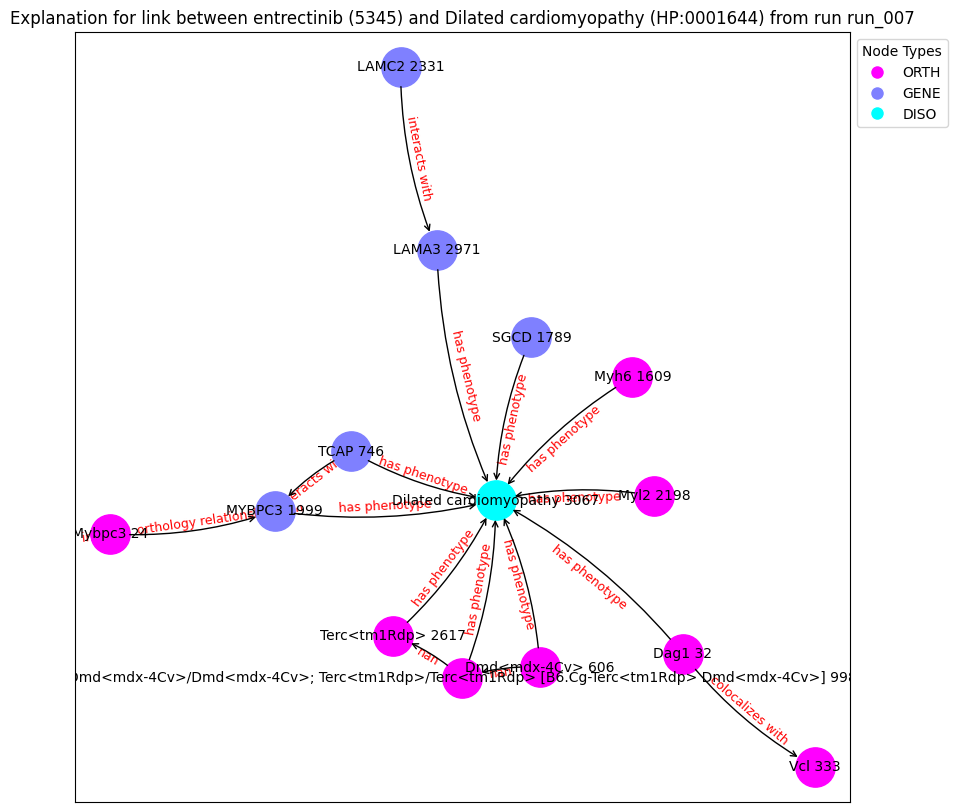 Explanation for link between entrectinib (5345) and Dilated cardiomyopathy (HP:0001644) from run run_007
Node Types
ORTH
GENE
DISO
LAMC2 2331
interacts with
LAMA3 2971
has phenotype
SGCD 1789
has phenotype
Myh6 1609
has phenotype
TCAP 746
has phenotype
Dilated cardiomyopathy 3067
has phenotype
Myl2 2198
MYBPC3 1999
has phenotype
Mybpc3 24
orthology relation
has phenotype
has phenotype
has phenotype
has phenotype
Terc<tm1Rdp> 2617
nan
Dmd<mdx-4Cv> 606
nan
Dag1 32
Dmd<mdx-4Cv>/Dmd<mdx-4Cv>; Terc<tm1Rdp>/Terc<tm1Rdp> [B6.Cg-Terc<tm1Rdp> Dmd<mdx-4Cv>] 998
colocalizes with
Vcl 333